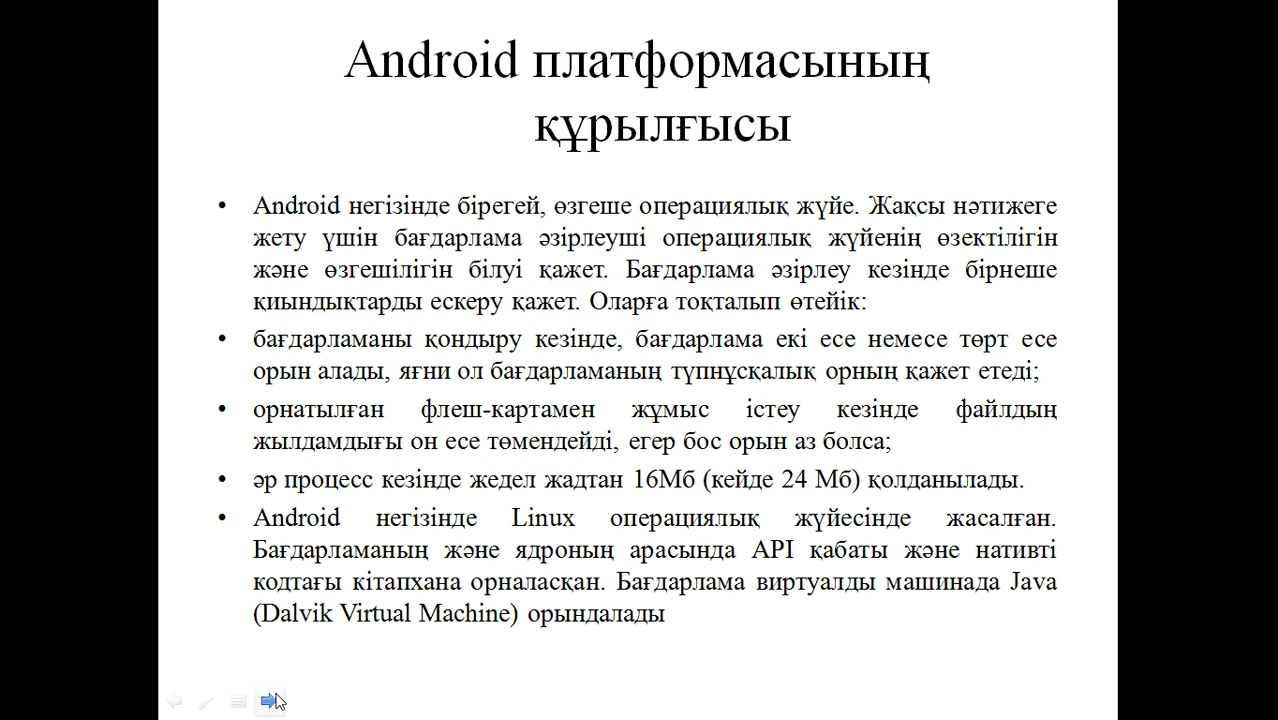 Android платформасының
құрылғысы
• Android негізінде бірегей, өзгеше операциялық жүйе. Жақсы нәтижеге
жету үшін бағдарлама әзірлеуші операциялық жүйенің өзектілігін
және өзгешілігін білуі қажет. Бағдарлама әзірлеу кезінде бірнеше
қиындықтарды ескеру қажет. Оларға тоқталып өтейік:
• бағдарламаны қондыру кезінде, бағдарлама екі есе немесе төрт есе
орын алады, яғни ол бағдарламаның түпнұсқалық орның қажет етеді;
• орнатылған флеш-картамен жұмыс істеу кезінде файлдың
жылдамдығы он есе төмендейді, егер бос орын аз болса;
• әр процесс кезінде жедел жадтан 16Мб (кейде 24 Мб) қолданылады.
• Android негізінде Linux операциялық жүйесінде жасалған.
Бағдарламаның және ядроның арасында API қабаты және нативті
кодтағы кітапхана орналасқан. Бағдарлама виртуалды машинада Java
(Dalvik Virtual Machine) орындалады